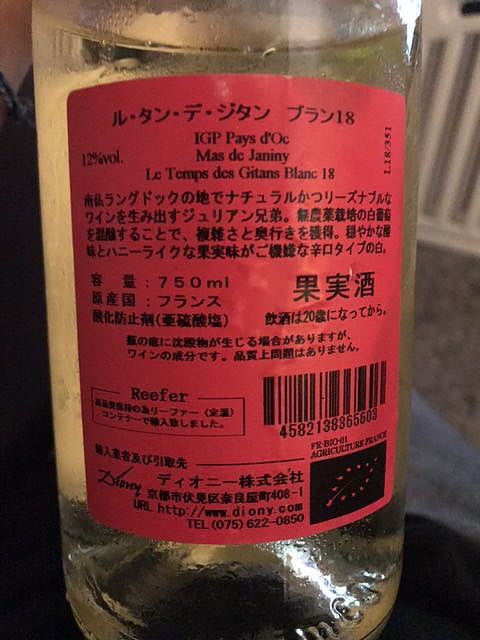 ル・タン・デ・ジタン ブラン18
IGP Pays d'Oc
12%vol.
Mas de Janiny
Le Temps des Gitans Blanc 18
L.18/351
南仏ラングドックの地でナチュラルかつリーズナブルな
ワインを生み出すジュリアン兄弟。無農薬栽培の白葡萄
を混醸することで、複雑さと奥行きを獲得。穏やかな酸
味とハニーライクな果実味がご機嫌な辛口タイプの白。
容量:750ml
原産国:フランス
果実酒
酸化防止剤(亜硫酸塩)
飲酒は20歳になってから。
瓶の底に沈殿物が生じる場合がありますが、
ワインの成分です。品質上問題はありません。
Reefer
高品質保持の為リーファー(定温)
コンテナーで輸入致しました。
4582138365603
FR-BIO-01
AGRICULTURE FRANCE
輸入業者及び引取先
Diony ディオニー株式会社
京都市伏見区奈良屋町408-1
URL http://www.diony.com
TEL(075)622-0850